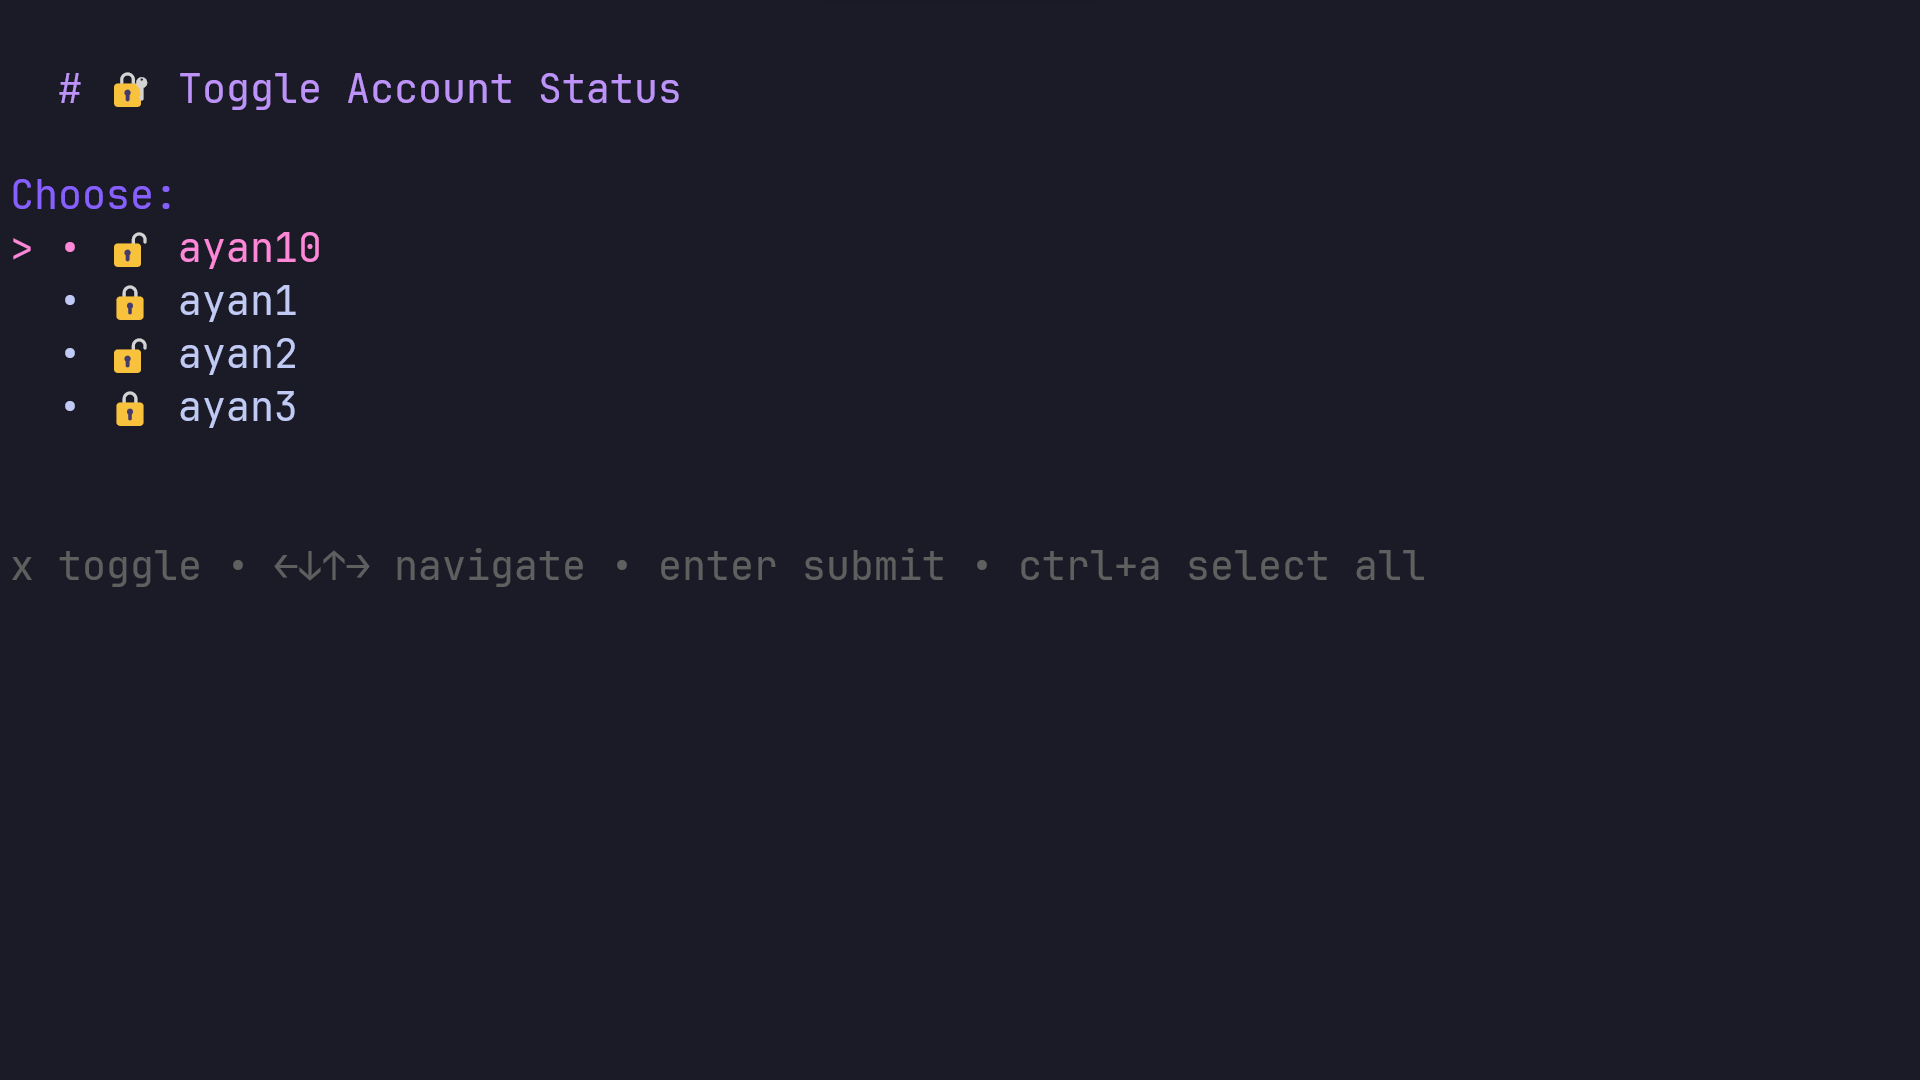 # 🔐 Toggle Account Status
Choose:
> • 🔓 ayan10
• 🔒 ayan1
• 🔓 ayan2
• 🔒 ayan3
x toggle • ←↓↑→ navigate • enter submit • ctrl+a select all